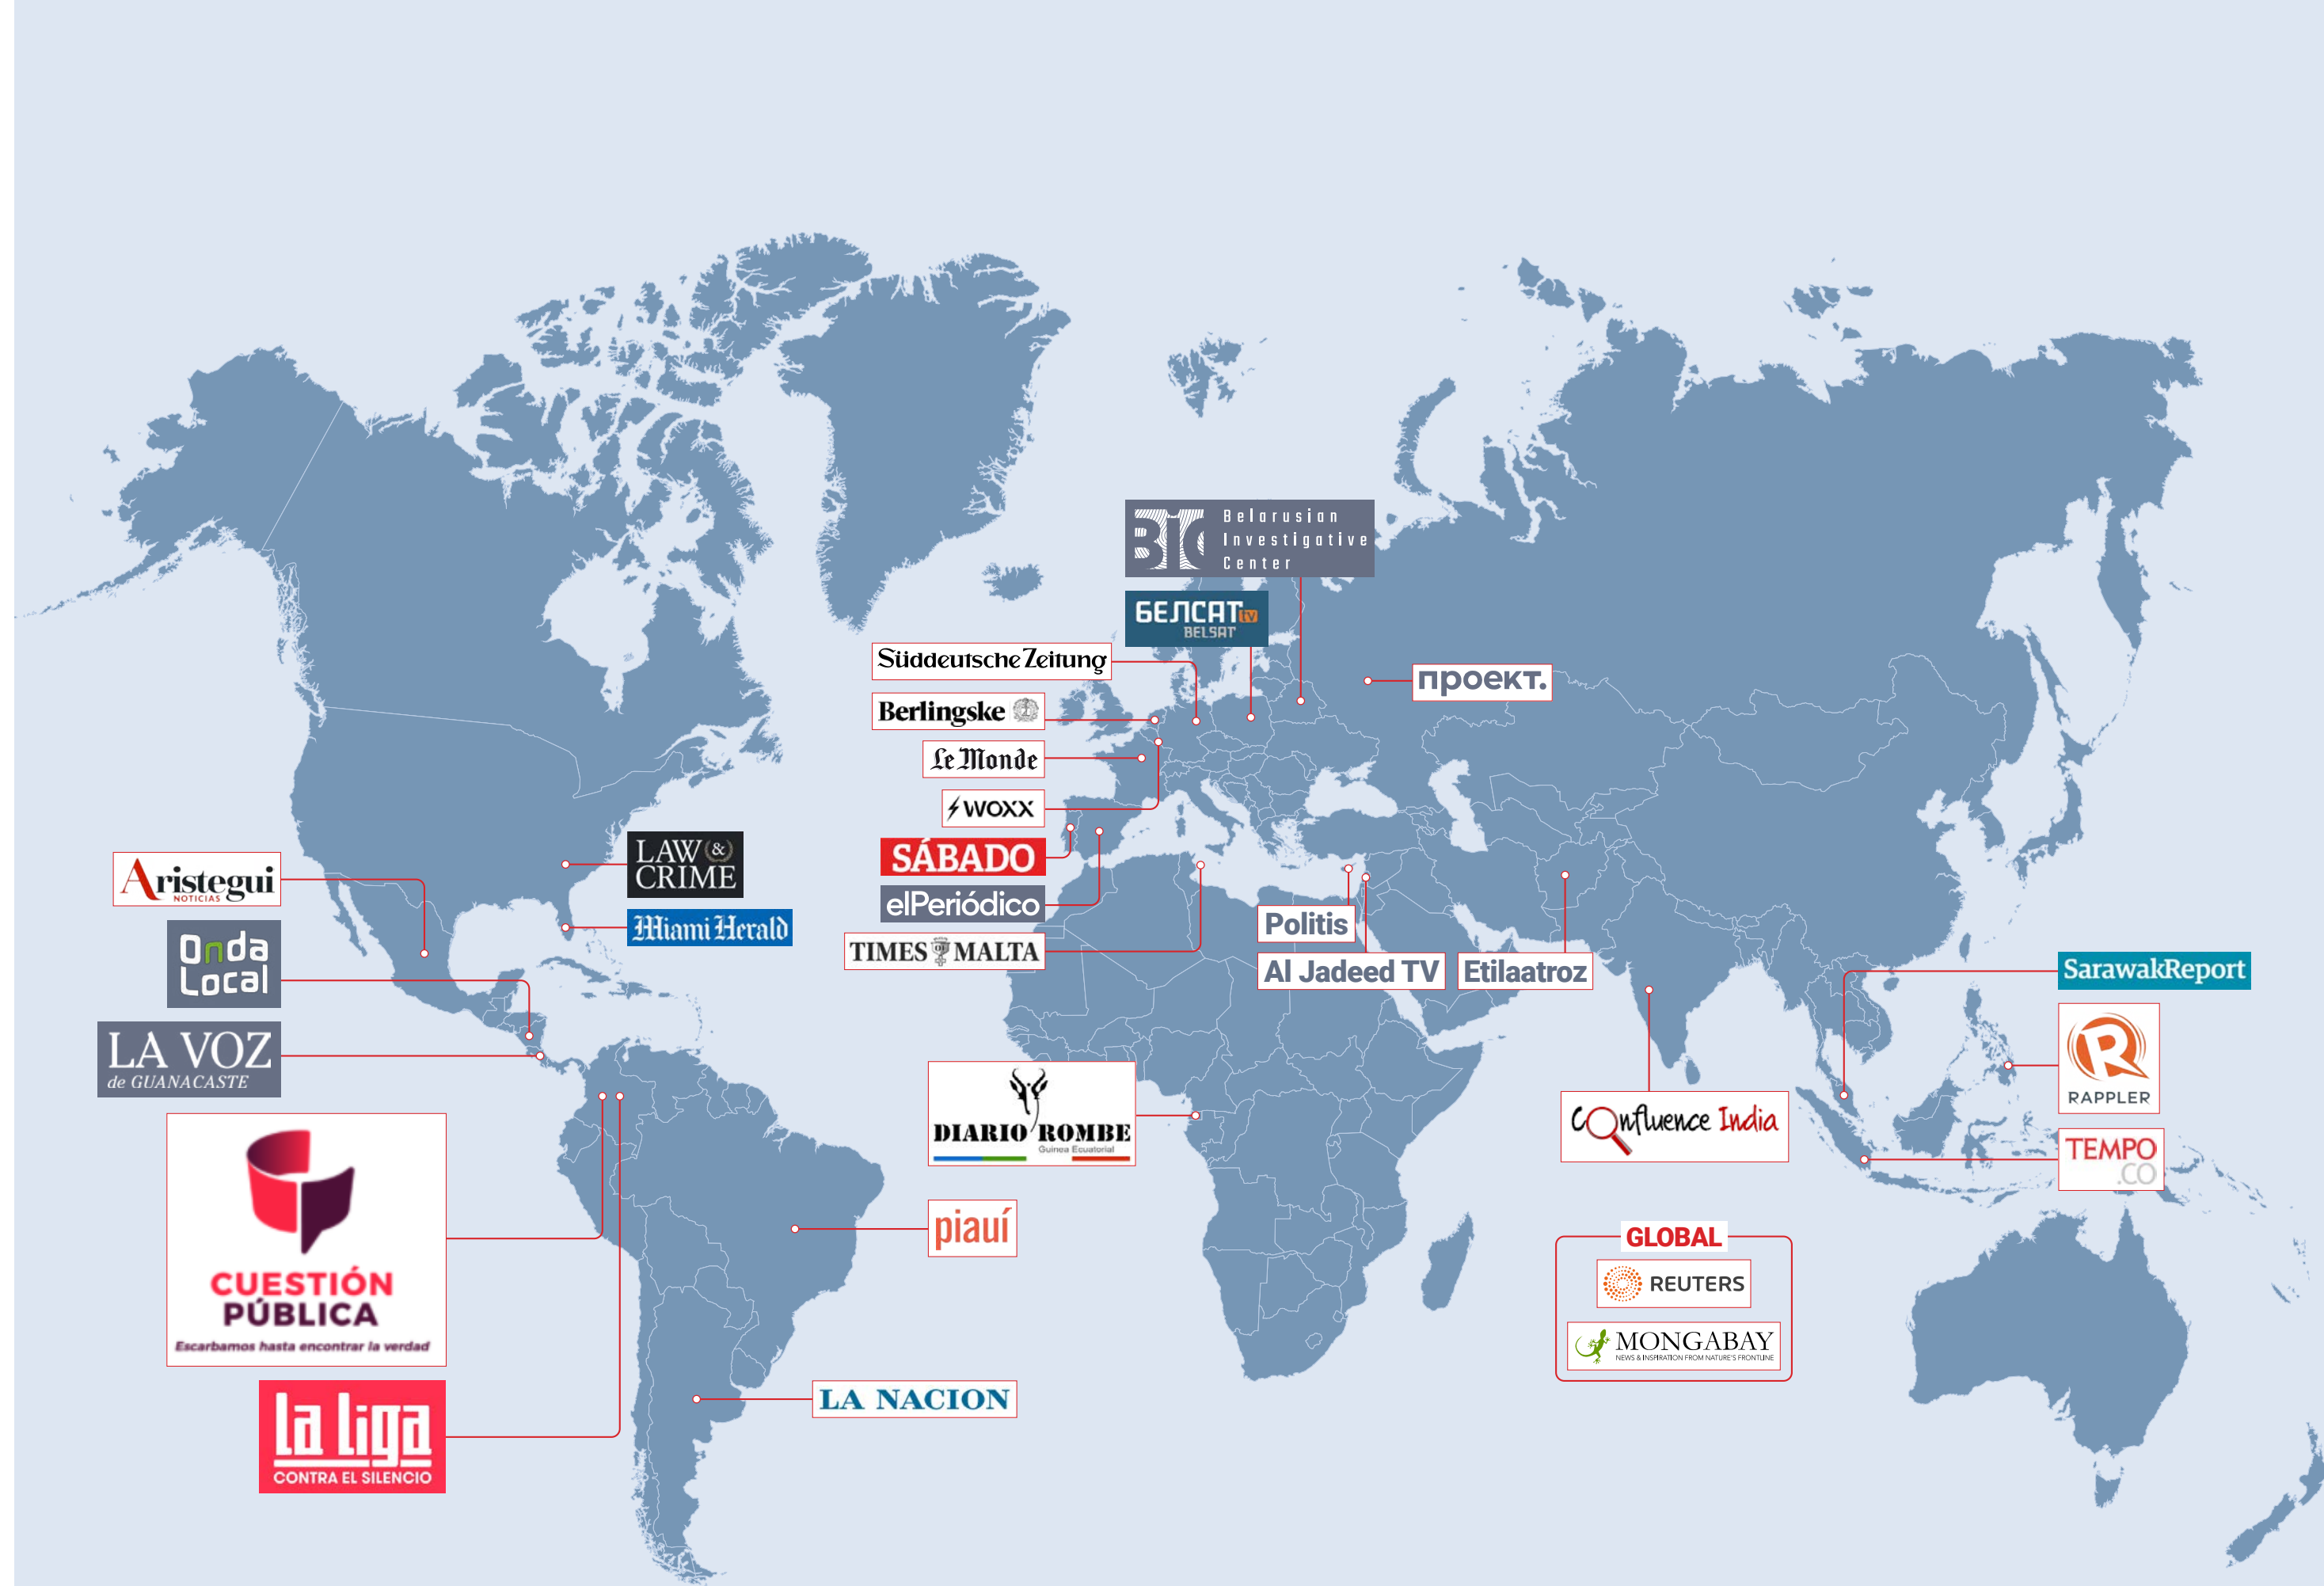 Belarusian
Investigative
Center
БЕЛСАТ tv
BELSAT
Süddeutsche Zeitung
проект.
Berlingske
Le Monde
woxx
LAW &
CRIME
SÁBADO
Aristegui
NOTICIAS
elPeriódico
Miami Herald
Politis
Onda
Local
TIMES OF MALTA
Al Jadeed TV
Etilaatroz
SarawakReport
LA VOZ
de GUANACASTE
R
RAPPLER
DIARIO ROMBE
Guinea Ecuatorial
Confluence India
TEMPO
.CO
CUESTIÓN
PÚBLICA
Escarbamos hasta encontrar la verdad
piauí
GLOBAL
REUTERS
MONGABAY
NEWS & INSPIRATION FROM NATURE'S FRONTLINE
la liga
CONTRA EL SILENCIO
LA NACION